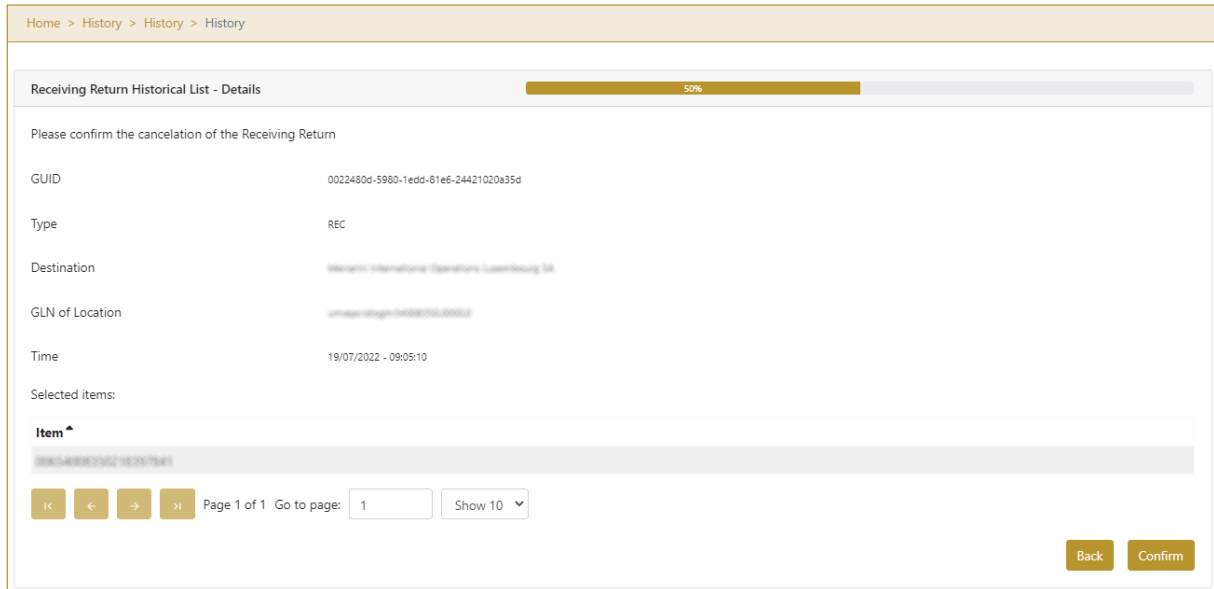 Home > History > History > History
Receiving Return Historical List - Details
50%
Please confirm the cancelation of the Receiving Return
GUID 0022480d-5980-1edd-81e6-24421020a35d
Type REC
Destination
GLN of Location
Time 19/07/2022 - 09:05:10
Selected items:
Item
Page 1 of 1 Go to page: 1 Show 10
Back Confirm